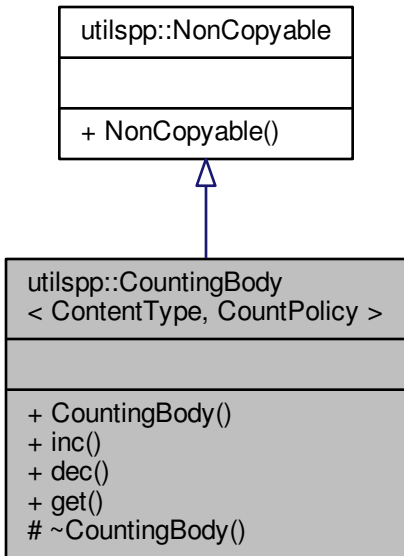 utilspp::NonCopyable
+ NonCopyable()
utilspp::CountingBody
< ContentType, CountPolicy >
+ CountingBody()
+ inc()
+ dec()
+ get()
# ~CountingBody()